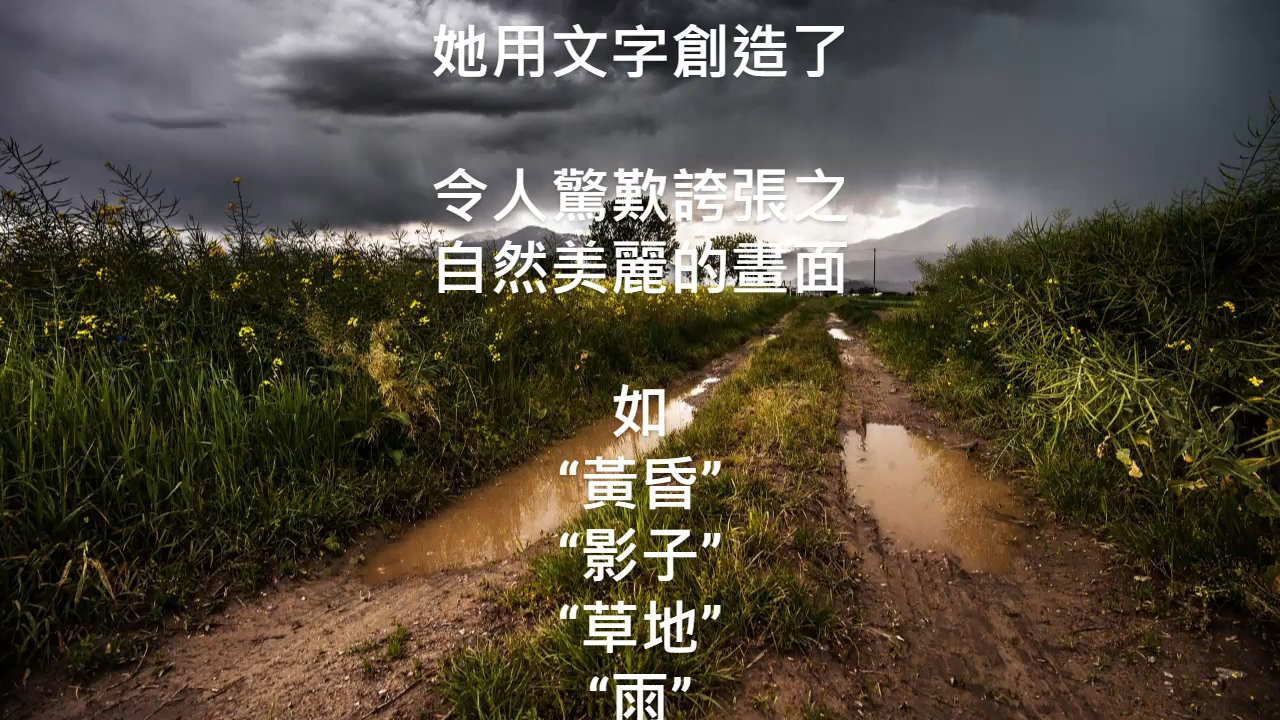 她用文字創造了
令人驚歎誇張之
自然美麗的畫面
如
“黃昏”
“影子”
“草地”
“雨”